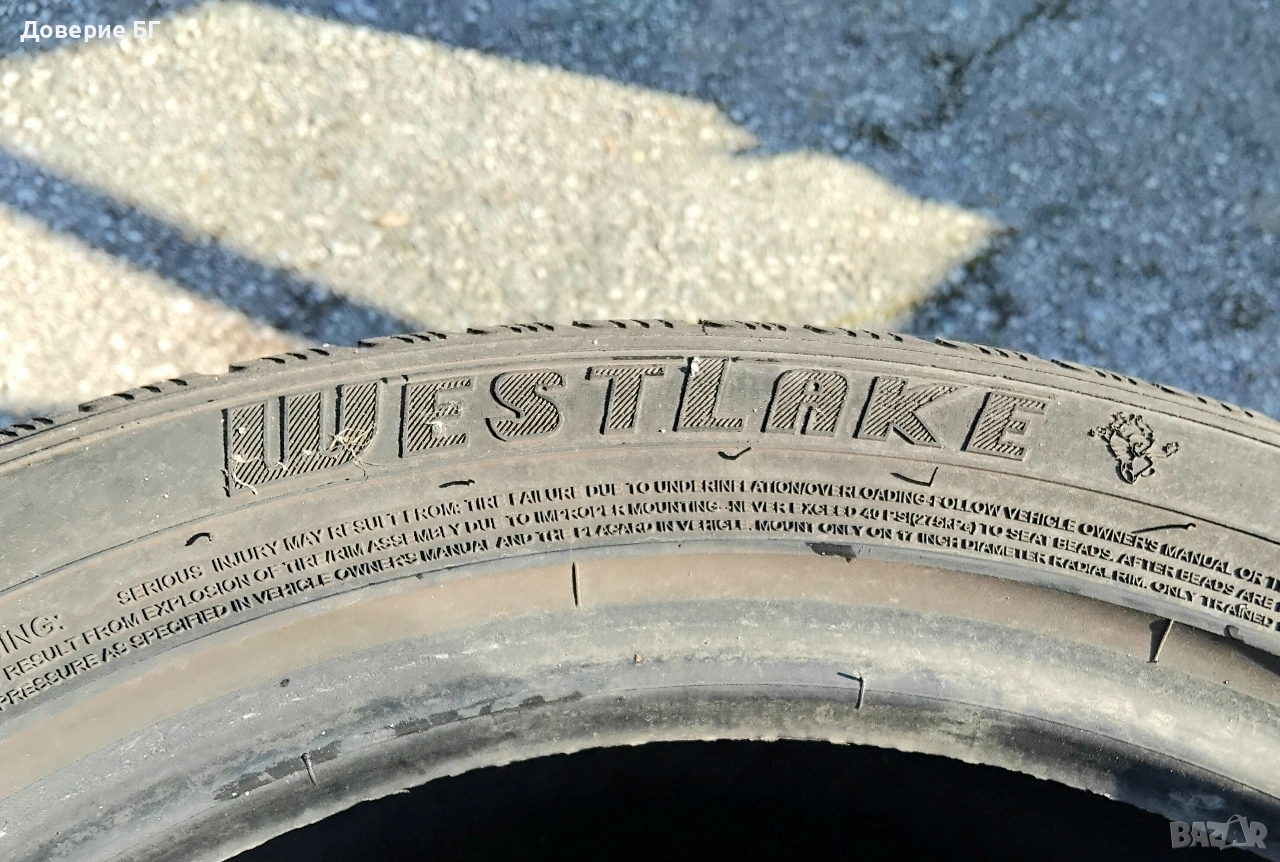 Доверие БГ
WESTLAKE
SERIOUS INJURY MAY RESULT FROM: TIRE FAILURE DUE TO UNDERINFLATION/OVERLOADING-FOLLOW VEHICLE OWNER'S MANUAL OR
RESULT FROM EXPLOSION OF TIRE/RIM ASSEMBLY DUE TO IMPROPER MOUNTING-NEVER EXCEED 40 PSI(275KPa) TO SEAT BEADS. AFTER BEADS ARE
PRESSURE AS SPECIFIED IN VEHICLE OWNER'S MANUAL AND THE PLASARD IN VEHICLE. MOUNT ONLY ON 17 INCH DIAMETER RADIAL RIM. ONLY TRAINED
BAZAR